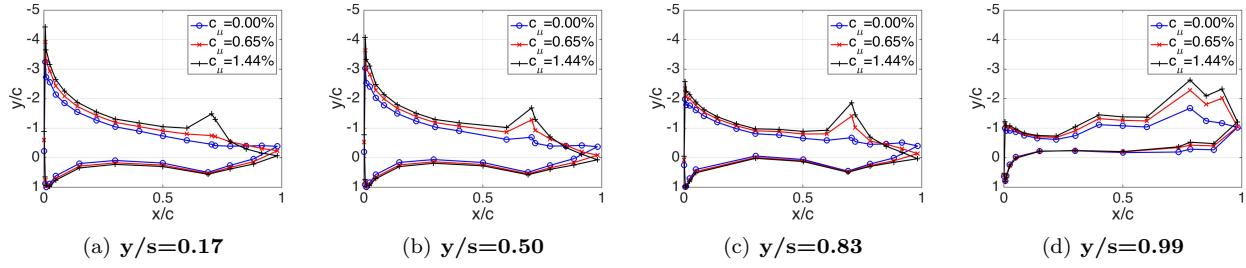 -5
-4
-3
-2
-1
0
1
y/c
0
0.5
1
x/c
c_μ=0.00%
c_μ=0.65%
c_μ=1.44%
(a) y/s=0.17
-5
-4
-3
-2
-1
0
1
y/c
0
0.5
1
x/c
c_μ=0.00%
c_μ=0.65%
c_μ=1.44%
(b) y/s=0.50
-5
-4
-3
-2
-1
0
1
y/c
0
0.5
1
x/c
c_μ=0.00%
c_μ=0.65%
c_μ=1.44%
(c) y/s=0.83
-5
-4
-3
-2
-1
0
1
y/c
0
0.5
1
x/c
c_μ=0.00%
c_μ=0.65%
c_μ=1.44%
(d) y/s=0.99